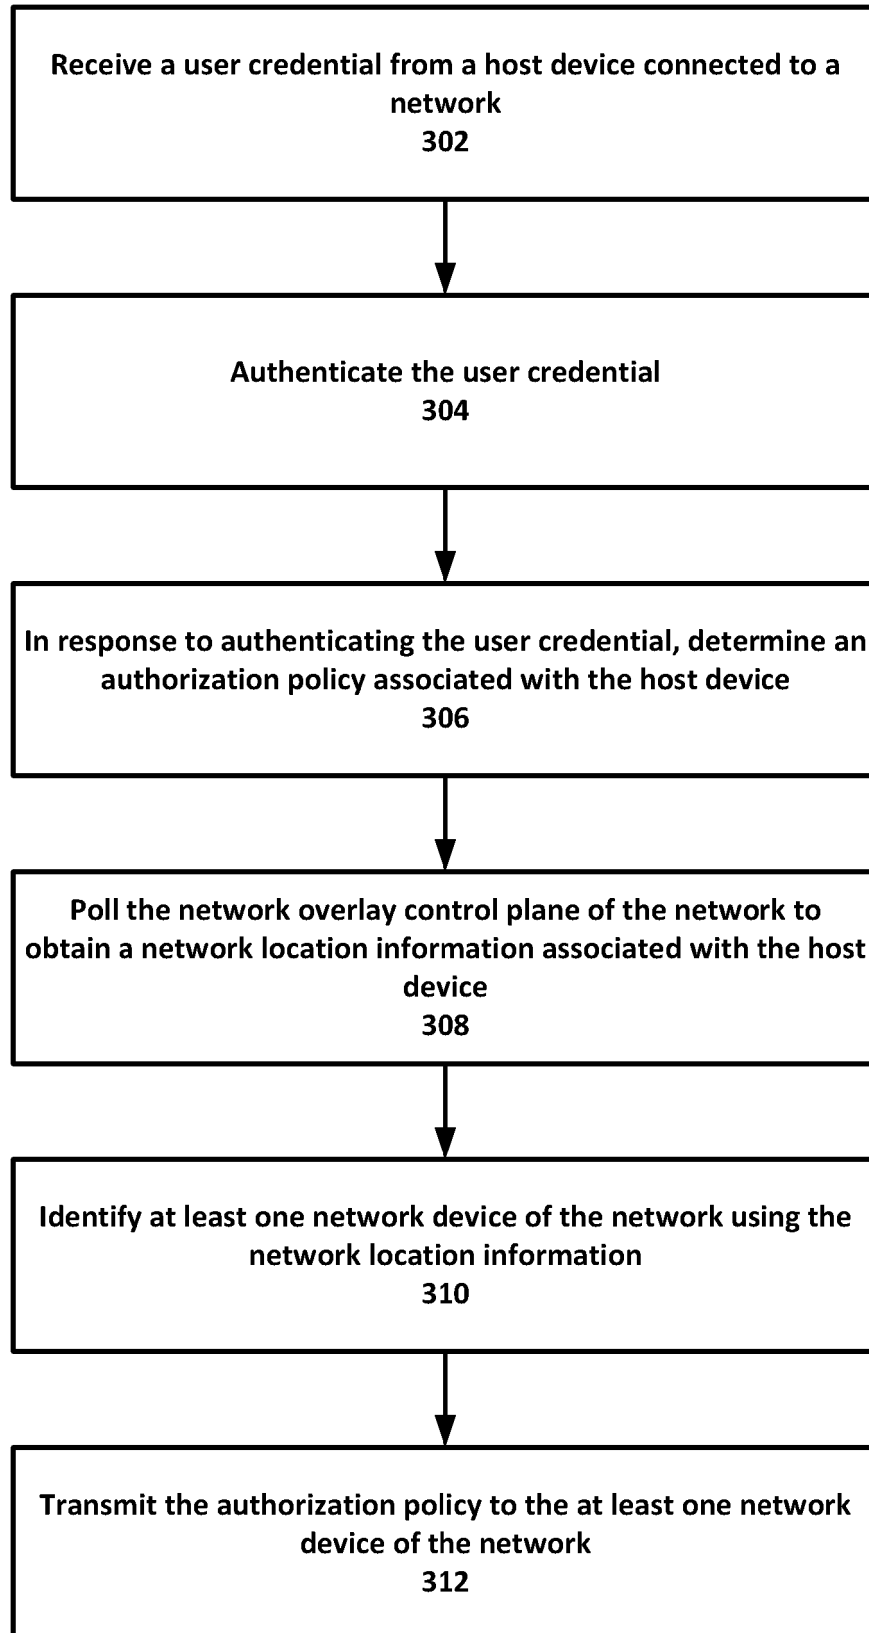 Receive a user credential from a host device connected to a
network
302
Authenticate the user credential
304
In response to authenticating the user credential, determine an
authorization policy associated with the host device
306
Poll the network overlay control plane of the network to
obtain a network location information associated with the host
device
308
Identify at least one network device of the network using the
network location information
310
Transmit the authorization policy to the at least one network
device of the network
312